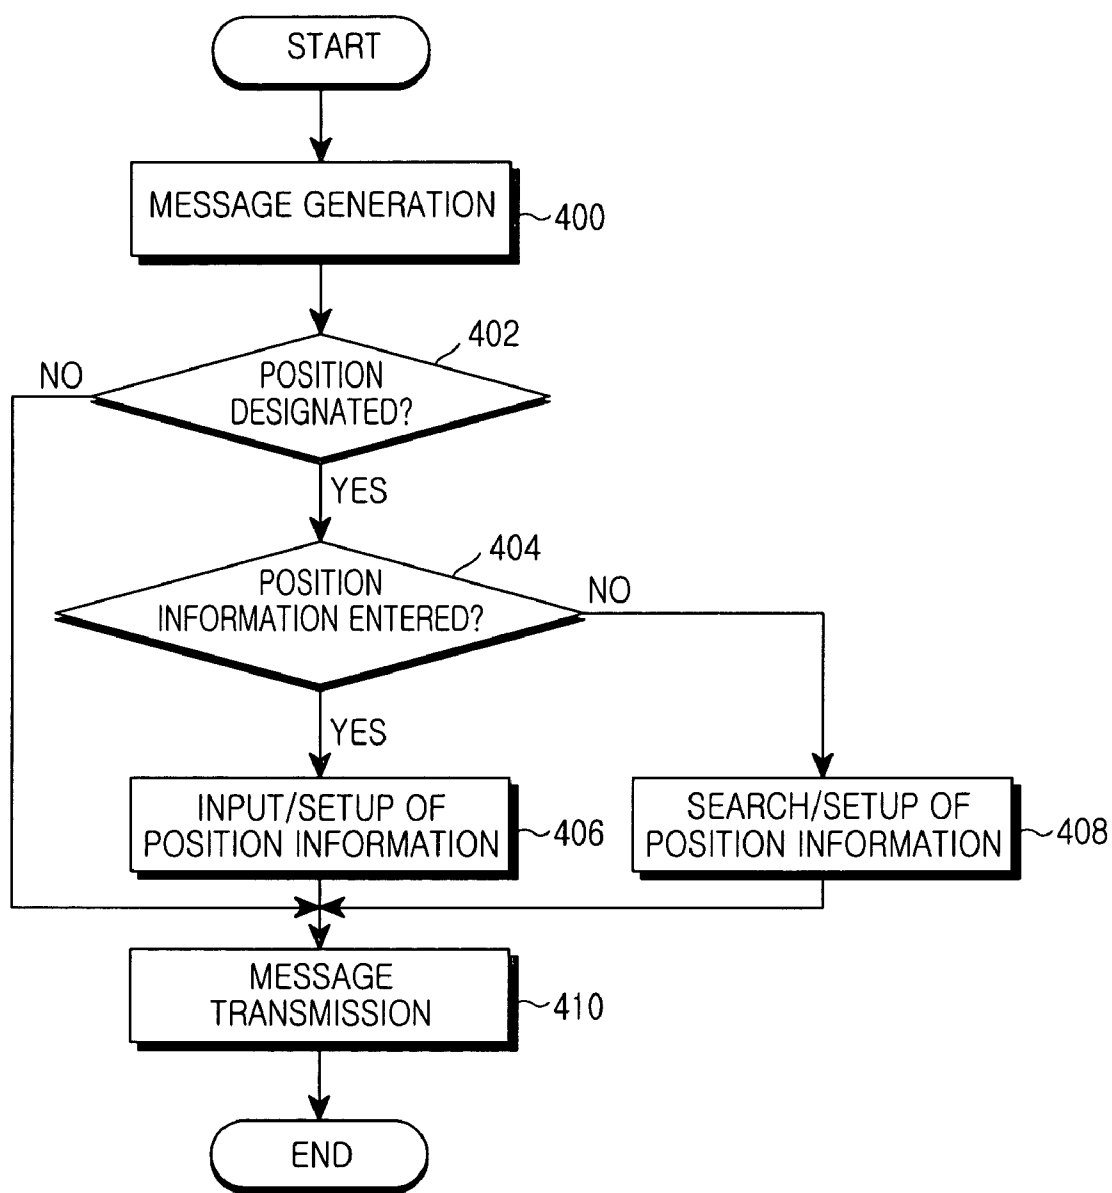 START
MESSAGE GENERATION
400
402
NO
POSITION
DESIGNATED?
YES
404
POSITION
INFORMATION ENTERED?
NO
YES
INPUT/SETUP OF
POSITION INFORMATION
406
SEARCH/SETUP OF
POSITION INFORMATION
408
MESSAGE
TRANSMISSION
410
END